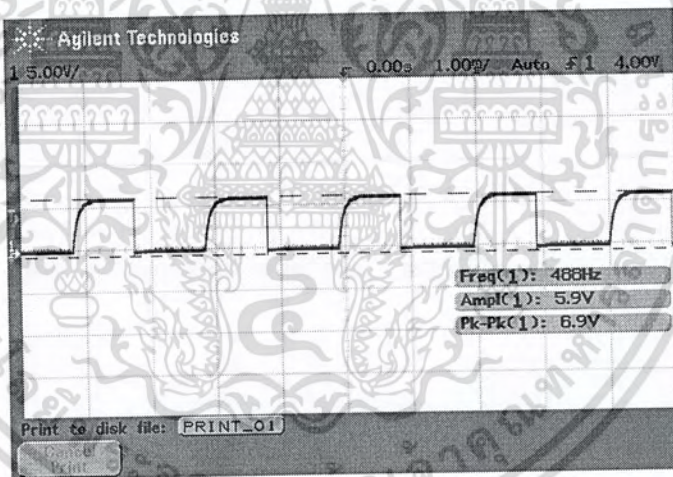 Agilent Technologies
1 5.00V/ 0.00s 1.00ms/ Auto 1 4.00V
Freq(1): 488Hz
Ampl(1): 5.9V
Pk-Pk(1): 6.9V
Print to disk file: PRINT_01
Cancel
Print